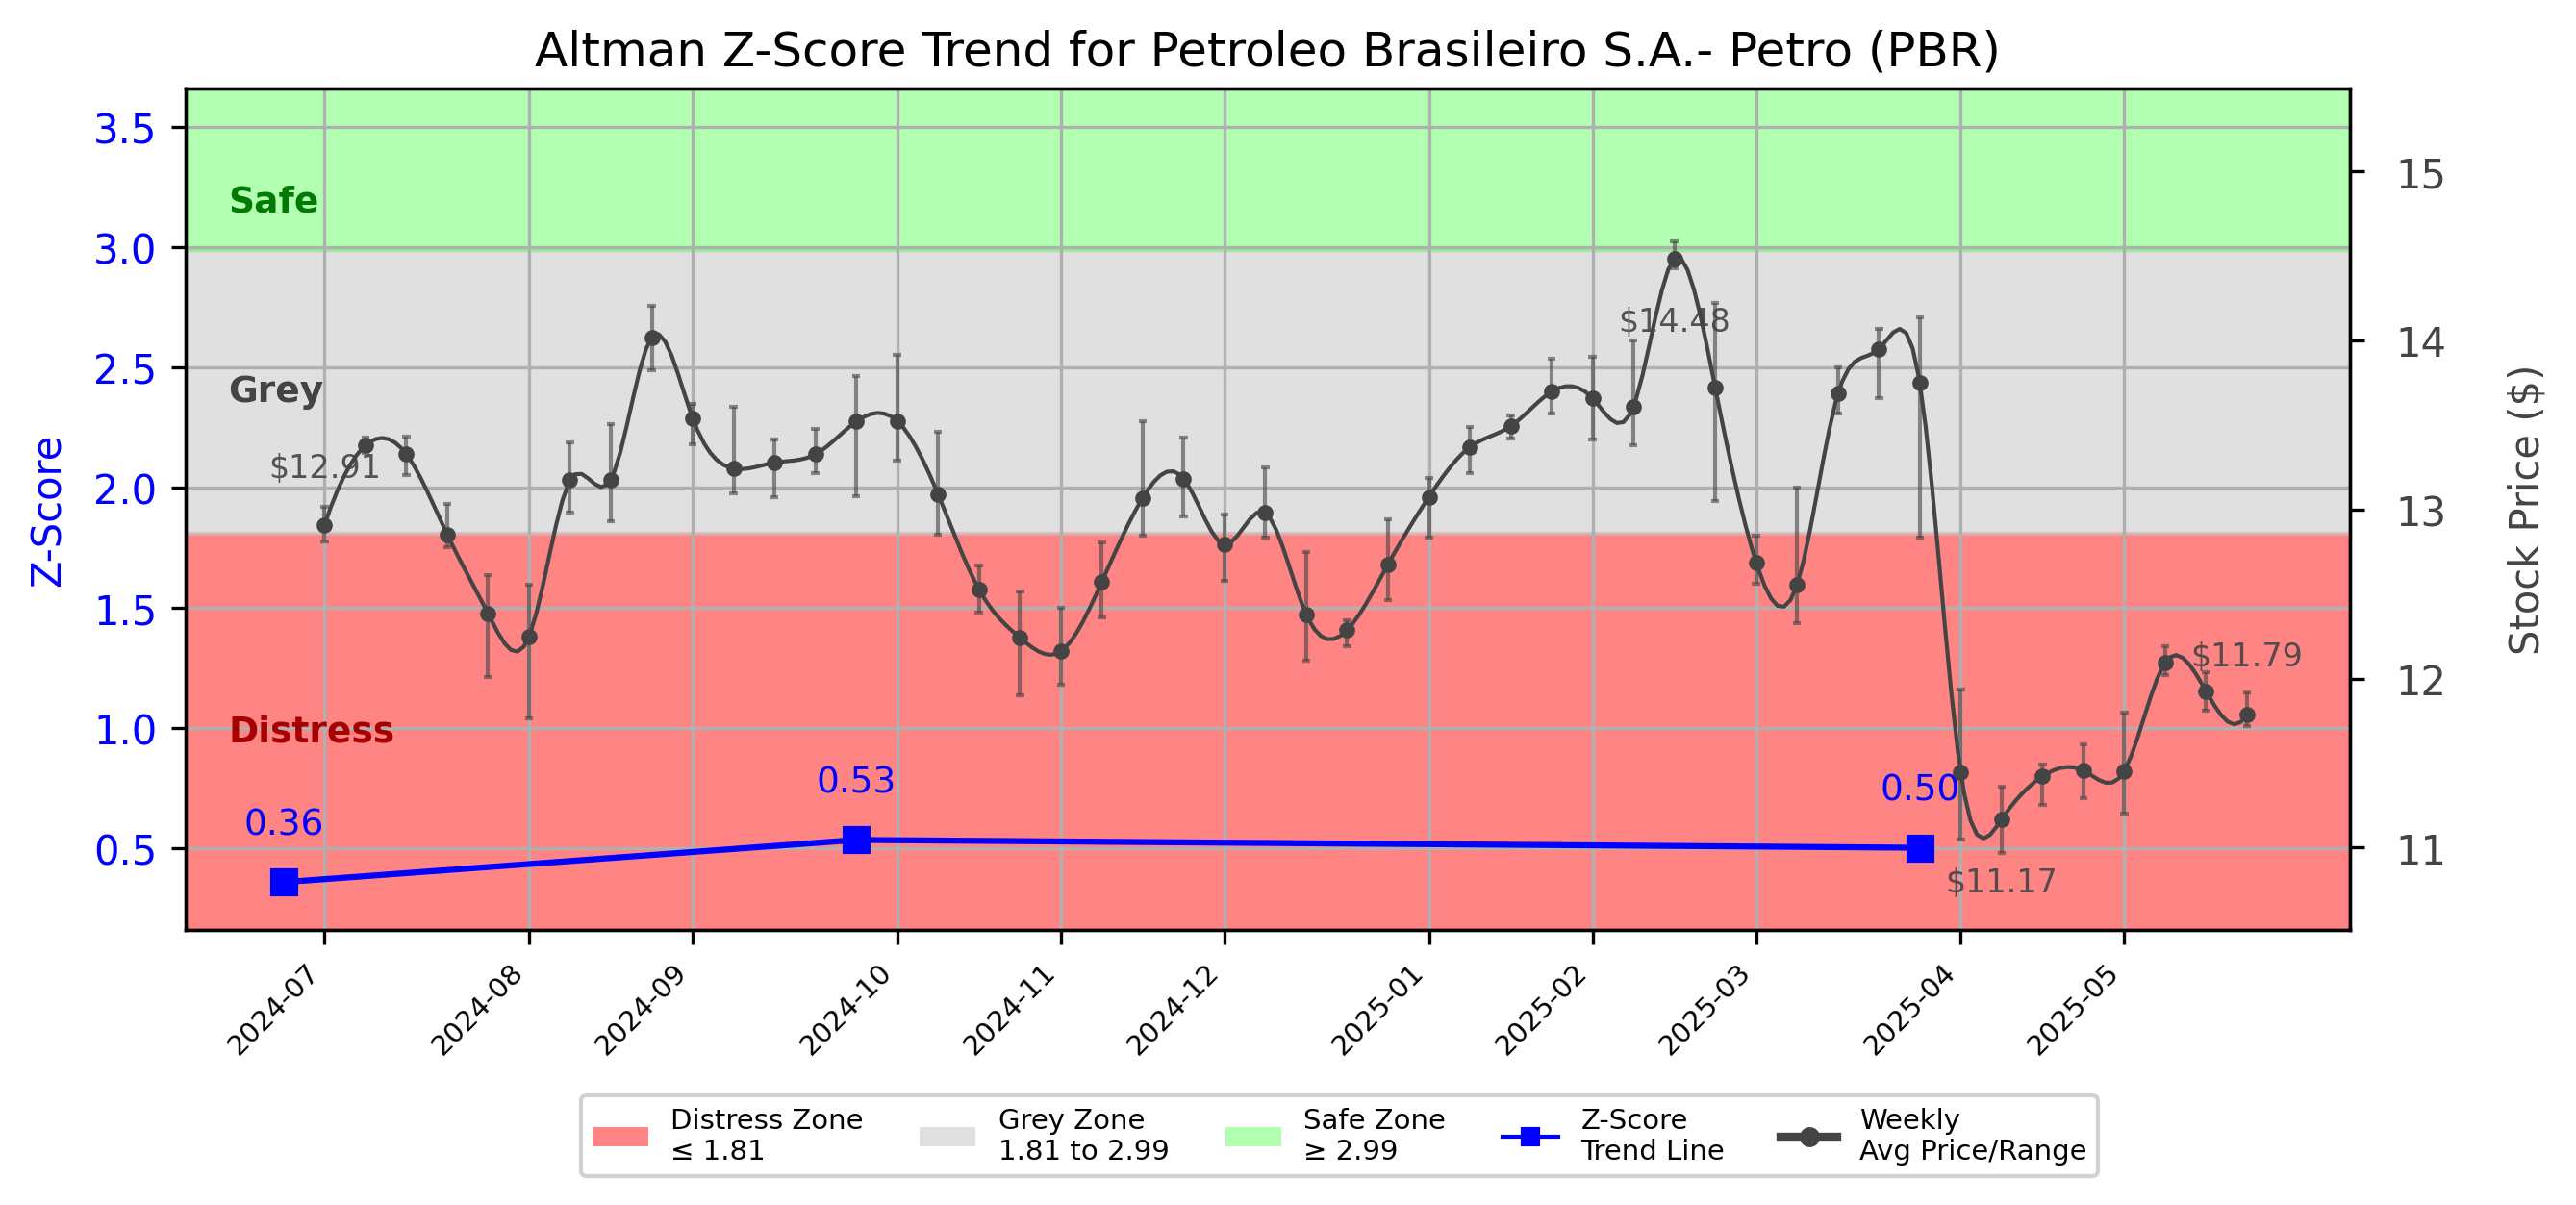 Altman Z-Score Trend for Petroleo Brasileiro S.A.- Petro (PBR)
Z-Score
3.5
3.0
2.5
2.0
1.5
1.0
0.5
Safe
Grey
Distress
$12.91
$14.48
$11.79
$11.17
0.36
0.53
0.50
15
14
13
12
11
Stock Price ($)
2024-07
2024-08
2024-09
2024-10
2024-11
2024-12
2025-01
2025-02
2025-03
2025-04
2025-05
Distress Zone
≤ 1.81
Grey Zone
1.81 to 2.99
Safe Zone
≥ 2.99
Z-Score
Trend Line
Weekly
Avg Price/Range